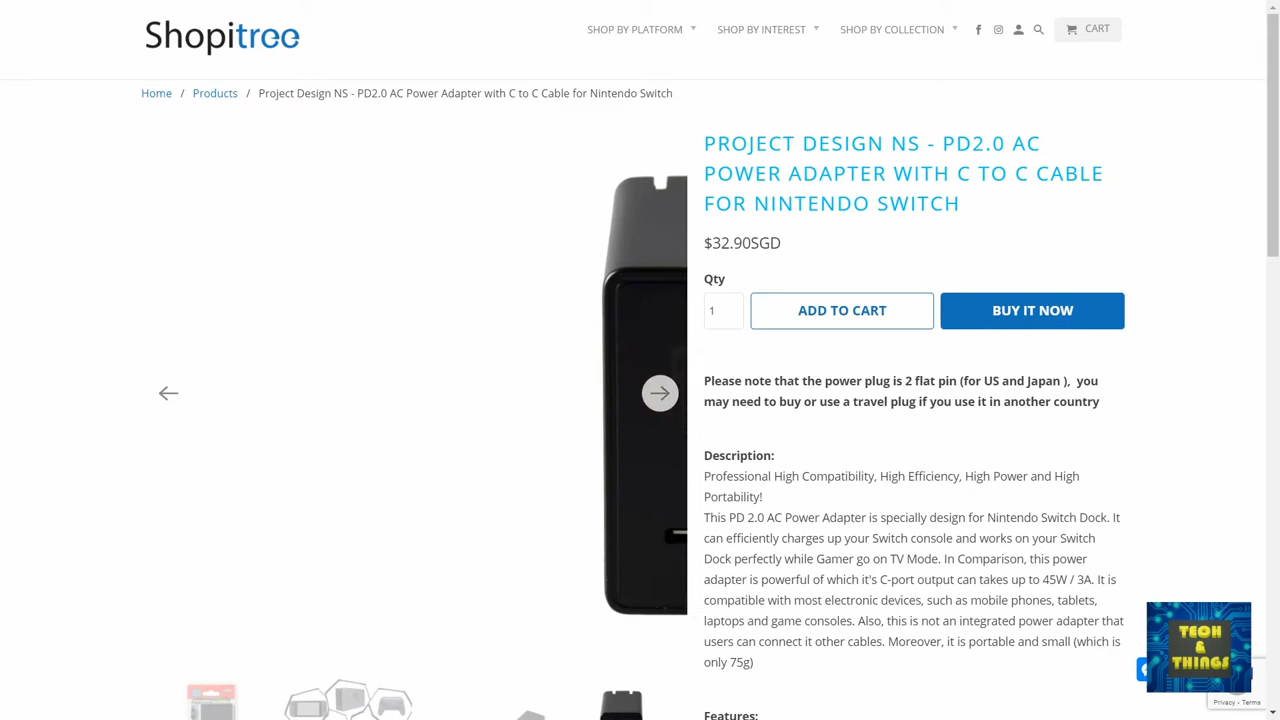 Shopitree
SHOP BY PLATFORM
SHOP BY INTEREST
SHOP BY COLLECTION
CART
Home / Products / Project Design NS - PD2.0 AC Power Adapter with C to C Cable for Nintendo Switch
PROJECT DESIGN NS - PD2.0 AC
POWER ADAPTER WITH C TO C CABLE
FOR NINTENDO SWITCH
$32.90SGD
Qty
1
ADD TO CART
BUY IT NOW
Please note that the power plug is 2 flat pin (for US and Japan ), you
may need to buy or use a travel plug if you use it in another country
Description:
Professional High Compatibility, High Efficiency, High Power and High
Portability!
This PD 2.0 AC Power Adapter is specially design for Nintendo Switch Dock. It
can efficiently charges up your Switch console and works on your Switch
Dock perfectly while Gamer go on TV Mode. In Comparison, this power
adapter is powerful of which it's C-port output can takes up to 45W / 3A. It is
compatible with most electronic devices, such as mobile phones, tablets,
laptops and game consoles. Also, this is not an integrated power adapter that
users can connect it other cables. Moreover, it is portable and small (which is
only 75g)
Features:
TECH
&
THINGS
Privacy - Terms